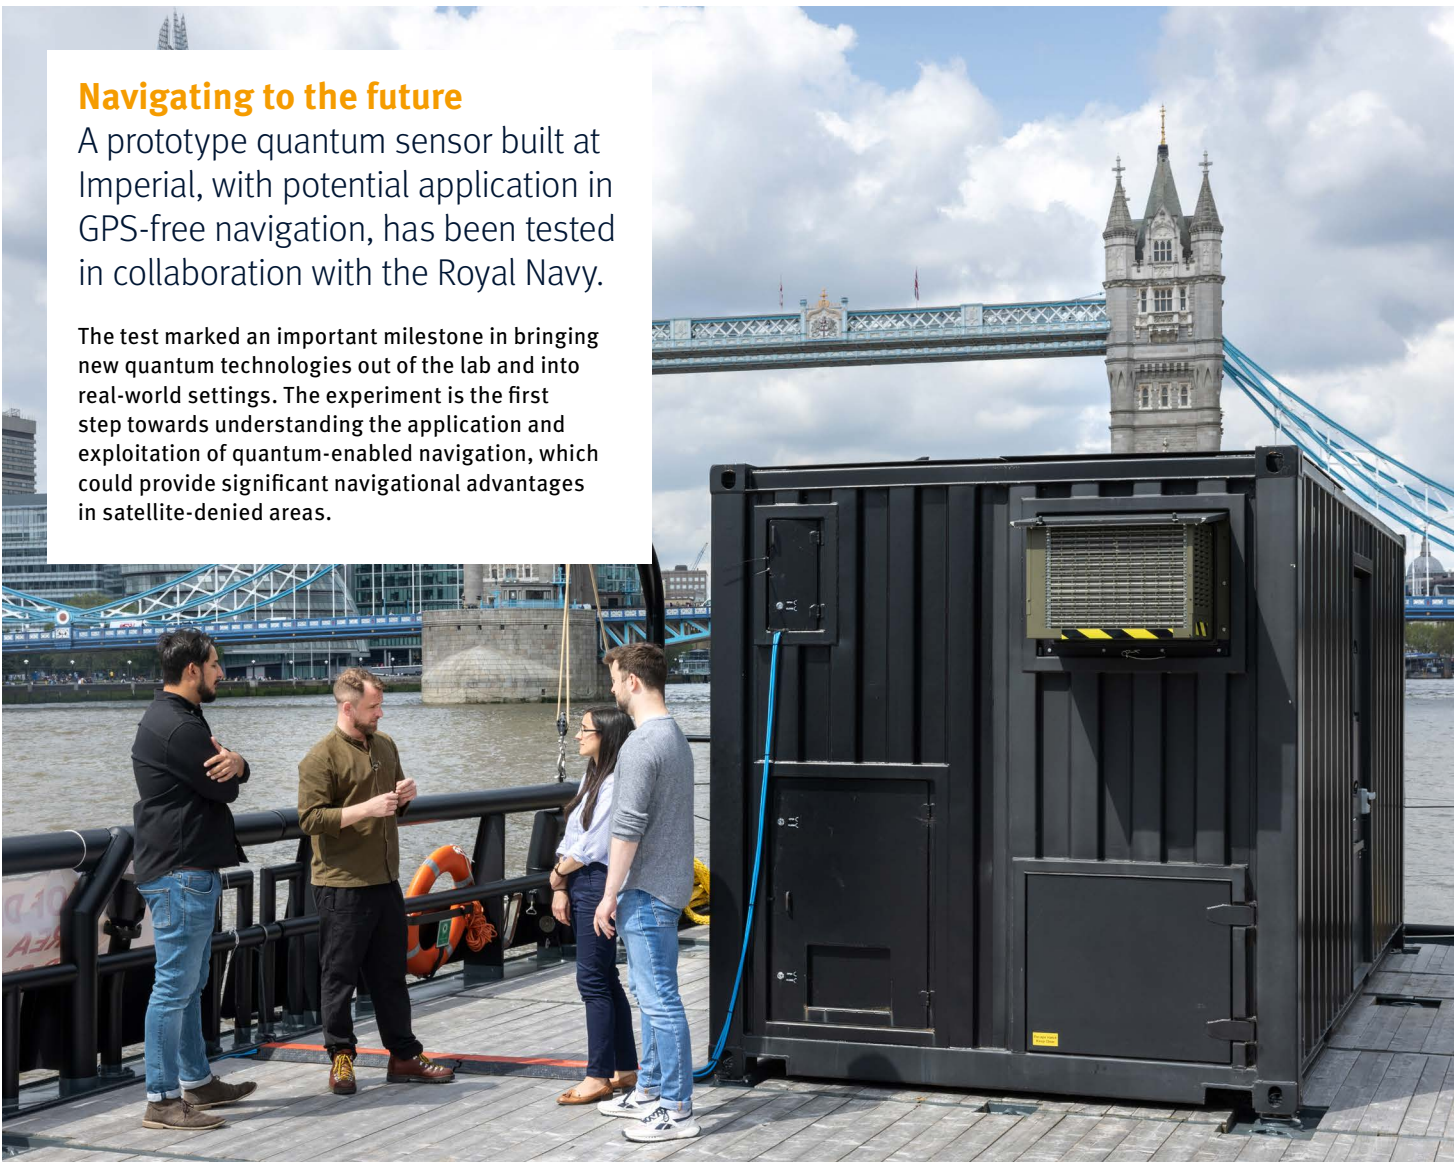 Navigating to the future
A prototype quantum sensor built at
Imperial, with potential application in
GPS-free navigation, has been tested
in collaboration with the Royal Navy.
The test marked an important milestone in bringing
new quantum technologies out of the lab and into
real-world settings. The experiment is the first
step towards understanding the application and
exploitation of quantum-enabled navigation, which
could provide significant navigational advantages
in satellite-denied areas.